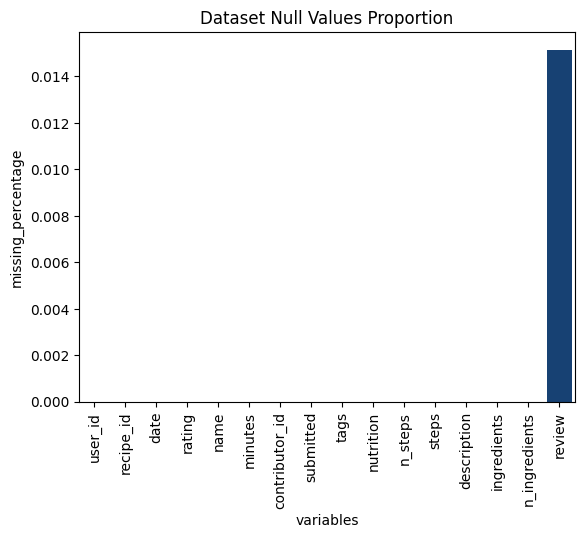 Dataset Null Values Proportion
missing_percentage
0.014
0.012
0.010
0.008
0.006
0.004
0.002
0.000
user_id
recipe_id
date
rating
name
minutes
contributor_id
submitted
tags
nutrition
n_steps
steps
description
ingredients
n_ingredients
review
variables